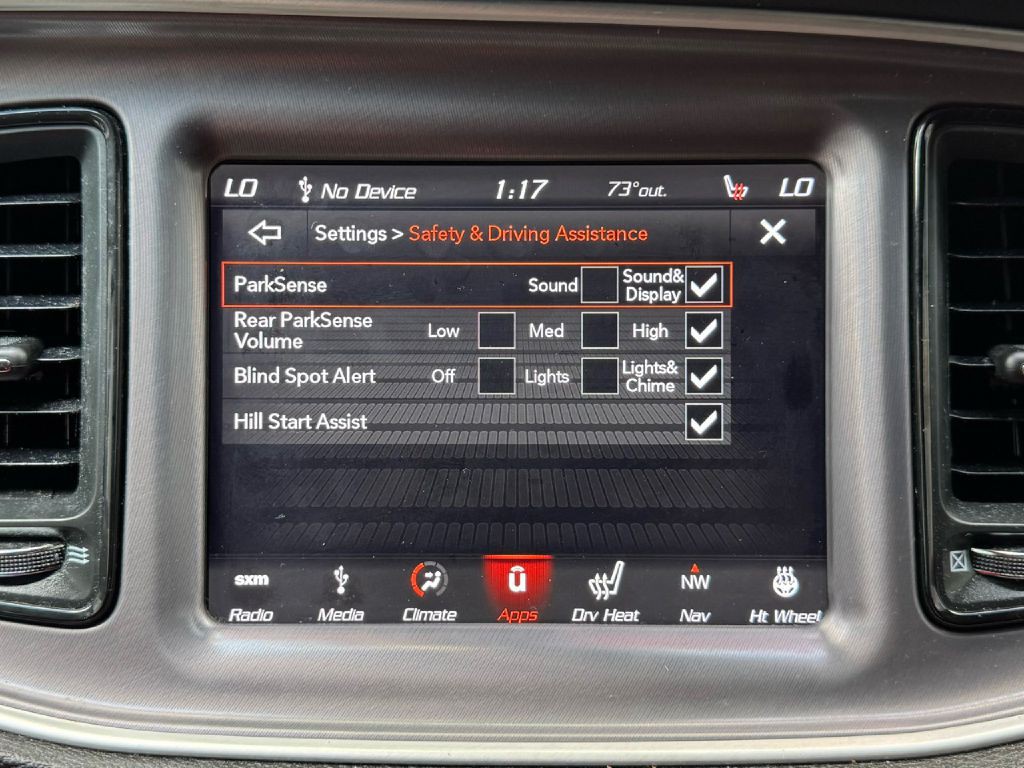 LO No Device 1:17 73°out. LO
Settings > Safety & Driving Assistance
ParkSense Sound Sound& Display
Rear ParkSense Volume Low Med High
Blind Spot Alert Off Lights Lights& Chime
Hill Start Assist
sxm NW
Radio Media Climate Apps Drv Heat Nav Ht Wheel